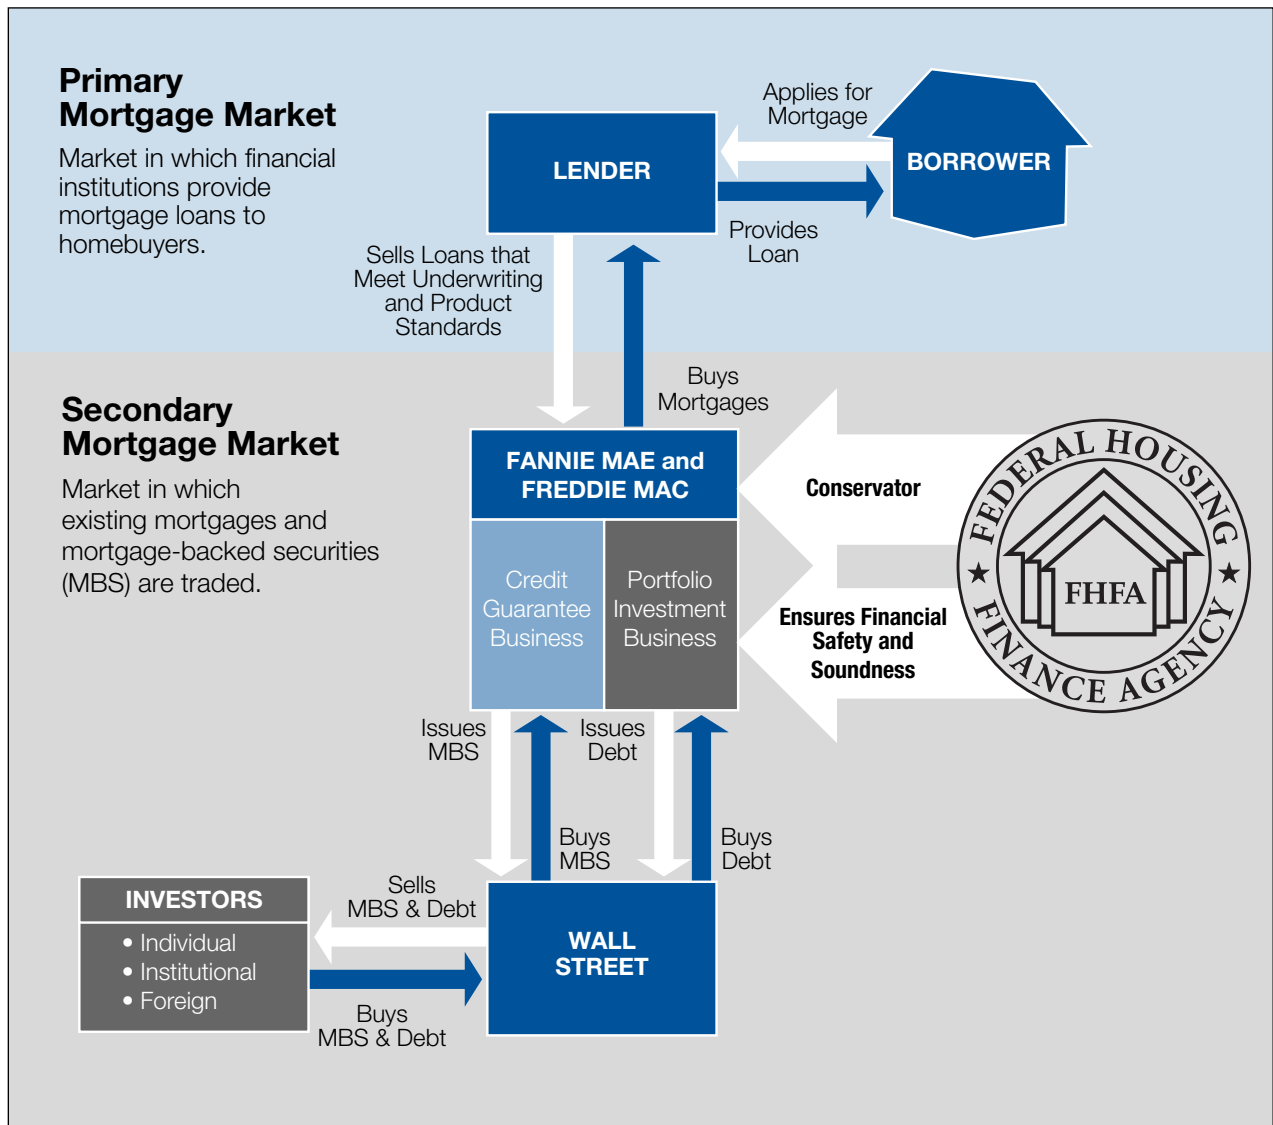 Primary
Mortgage Market
Market in which financial
institutions provide
mortgage loans to
homebuyers.
Applies for
Mortgage
LENDER
BORROWER
Provides
Loan
Sells Loans that
Meet Underwriting
and Product
Standards
Buys
Mortgages
Secondary
Mortgage Market
Market in which
existing mortgages and
mortgage-backed securities
(MBS) are traded.
FANNIE MAE and
FREDDIE MAC
Credit
Guarantee
Business
Portfolio
Investment
Business
Conservator
Ensures Financial
Safety and
Soundness
FEDERAL HOUSING
FHFA
★ FINANCE AGENCY ★
Issues
MBS
Issues
Debt
Buys
MBS
Buys
Debt
INVESTORS
• Individual
• Institutional
• Foreign
Sells
MBS & Debt
Buys
MBS & Debt
WALL
STREET